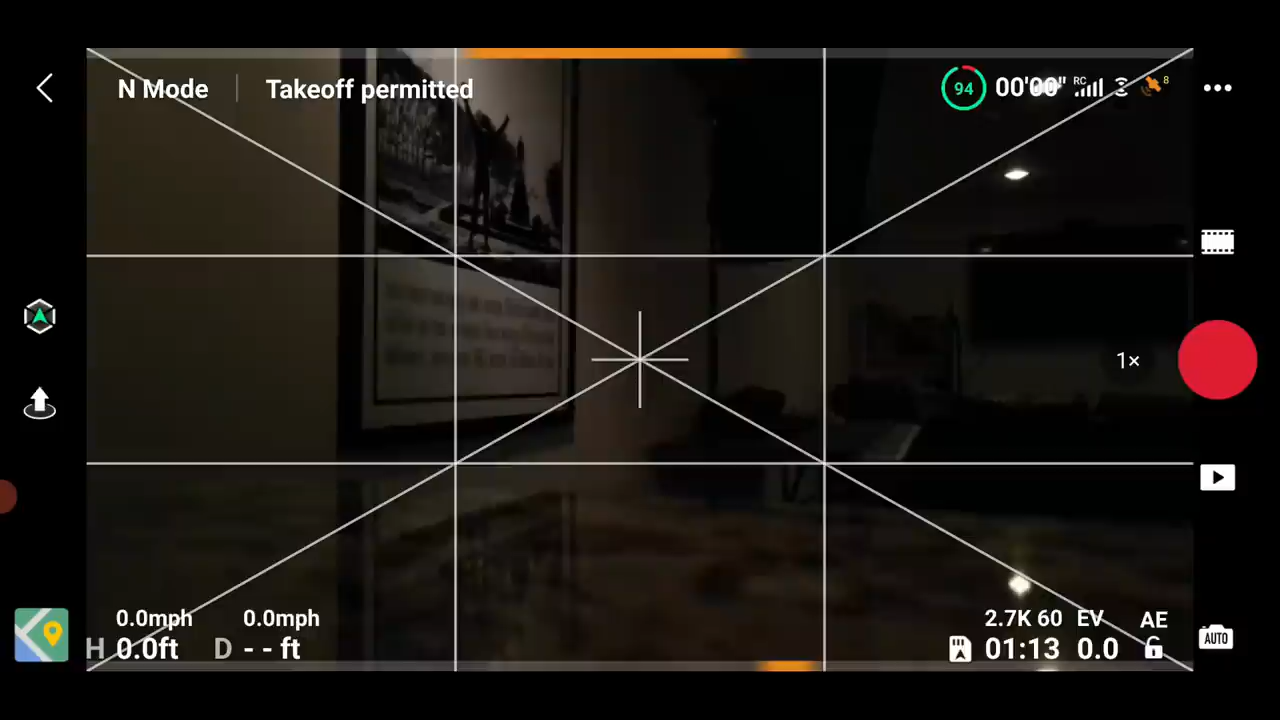 N Mode
Takeoff permitted
94
00'00"
RC
8
1×
0.0mph
0.0mph
H 0.0ft
D - - ft
2.7K 60
EV
AE
01:13
0.0
AUTO